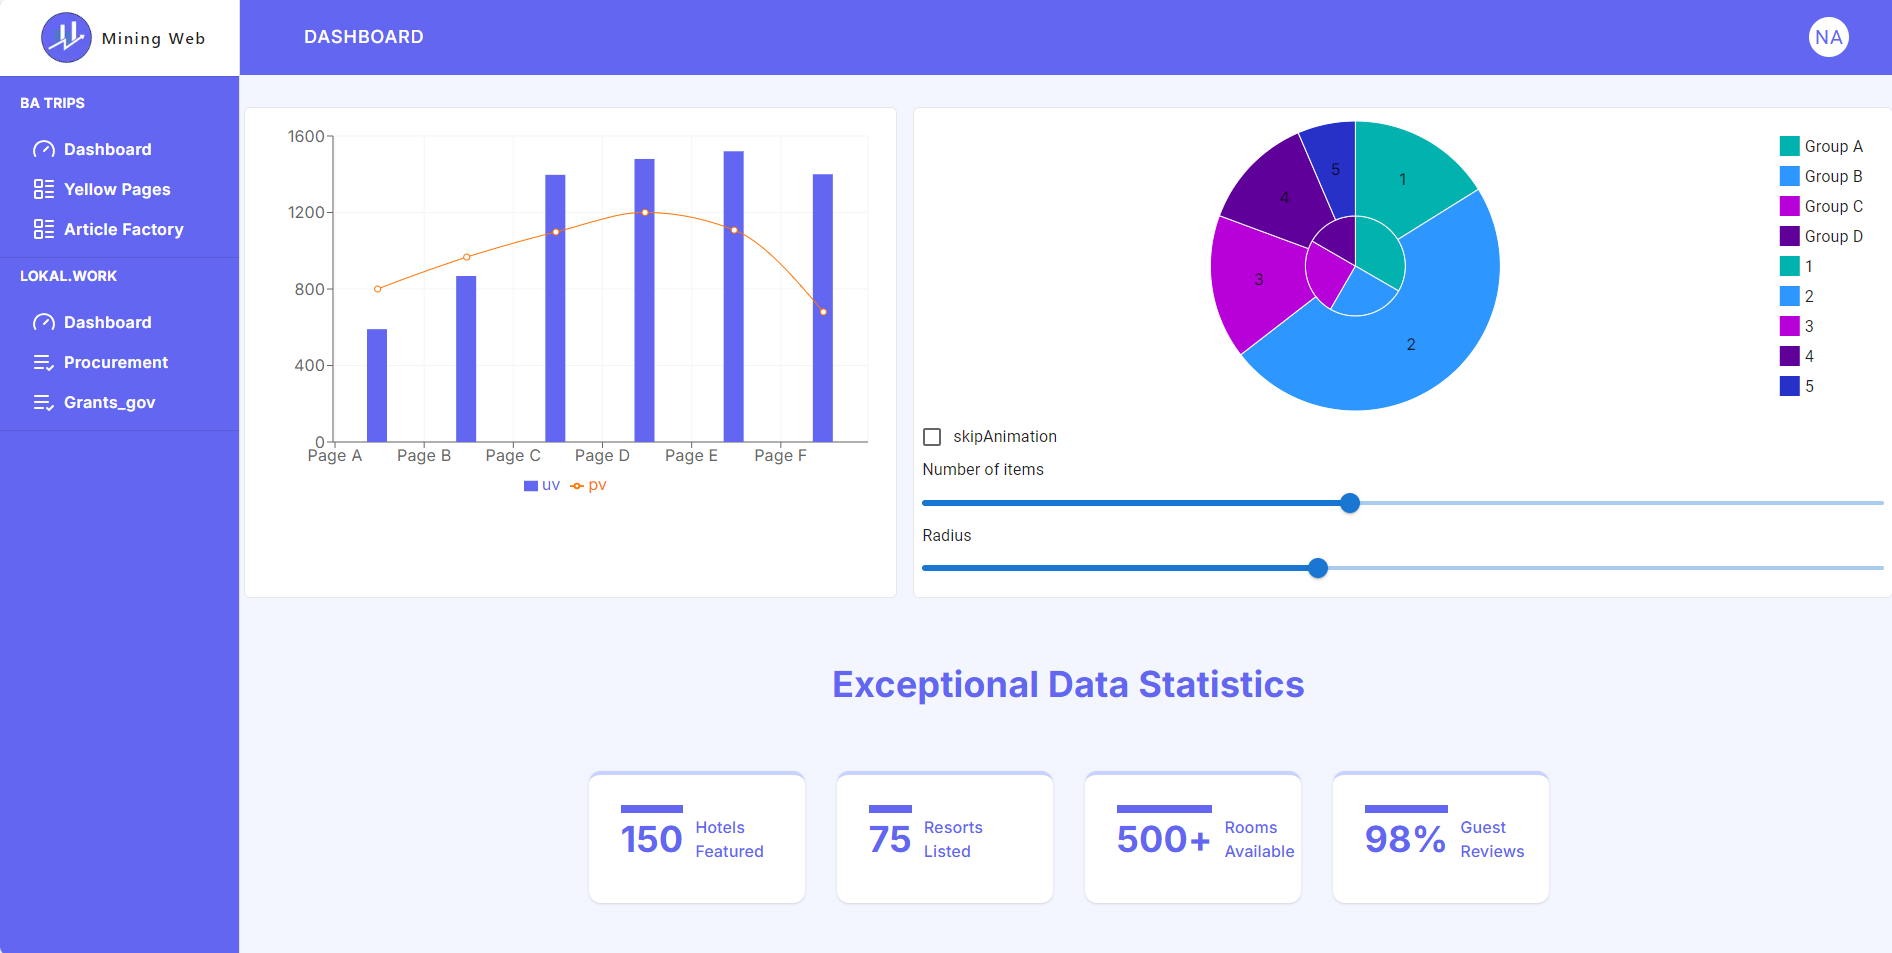 Mining Web
DASHBOARD
NA
BA TRIPS
Dashboard
Yellow Pages
Article Factory
LOKAL.WORK
Dashboard
Procurement
Grants_gov
1600
1200
800
400
0
Page A
Page B
Page C
Page D
Page E
Page F
uv
pv
1
2
3
4
5
Group A
Group B
Group C
Group D
1
2
3
4
5
skipAnimation
Number of items
Radius
Exceptional Data Statistics
150
Hotels
Featured
75
Resorts
Listed
500+
Rooms
Available
98%
Guest
Reviews